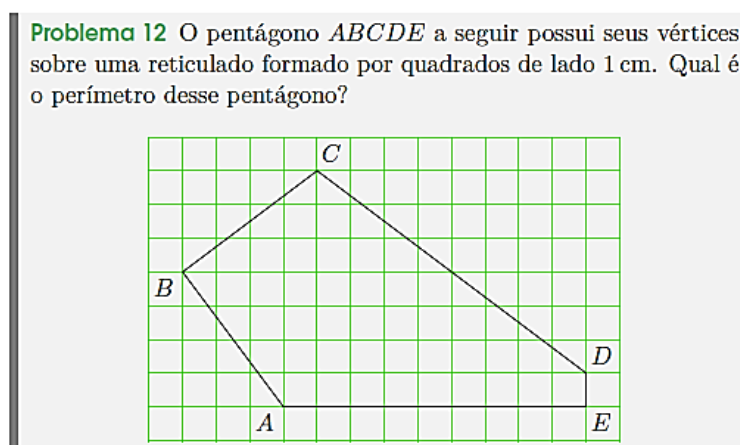 Problema 12 O pentágono ABCDE a seguir possui seus vértices
sobre uma reticulado formado por quadrados de lado 1 cm. Qual é
o perímetro desse pentágono?
C
B
D
A
E